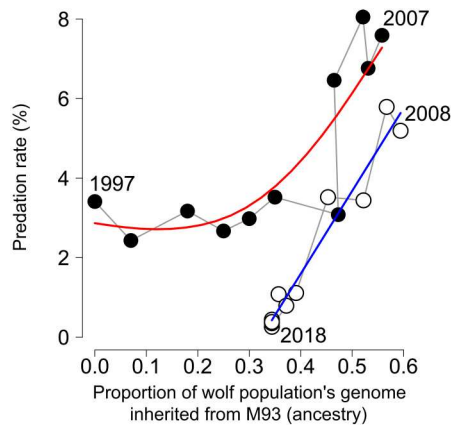 8
2007
6
2008
Predation rate (%)
4
1997
2
0
2018
0.0 0.1 0.2 0.3 0.4 0.5 0.6
Proportion of wolf population's genome
inherited from M93 (ancestry)